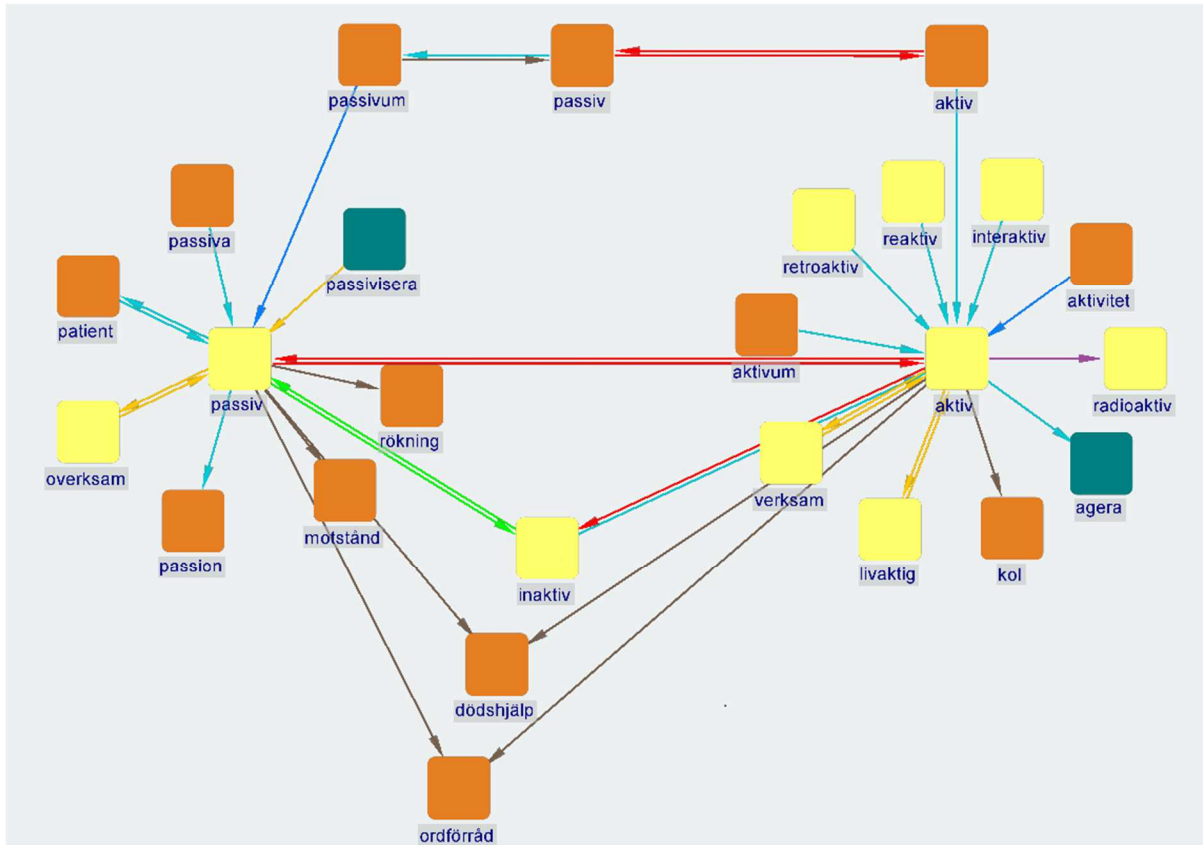 passivum
passiv
aktiv
passiva
passivisera
retroaktiv
reaktiv
interaktiv
aktivitet
patient
passiv
rökning
aktivum
aktiv
radioaktiv
overksam
motstånd
verksam
agera
passion
inaktiv
livaktig
kol
dödshjälp
ordförråd